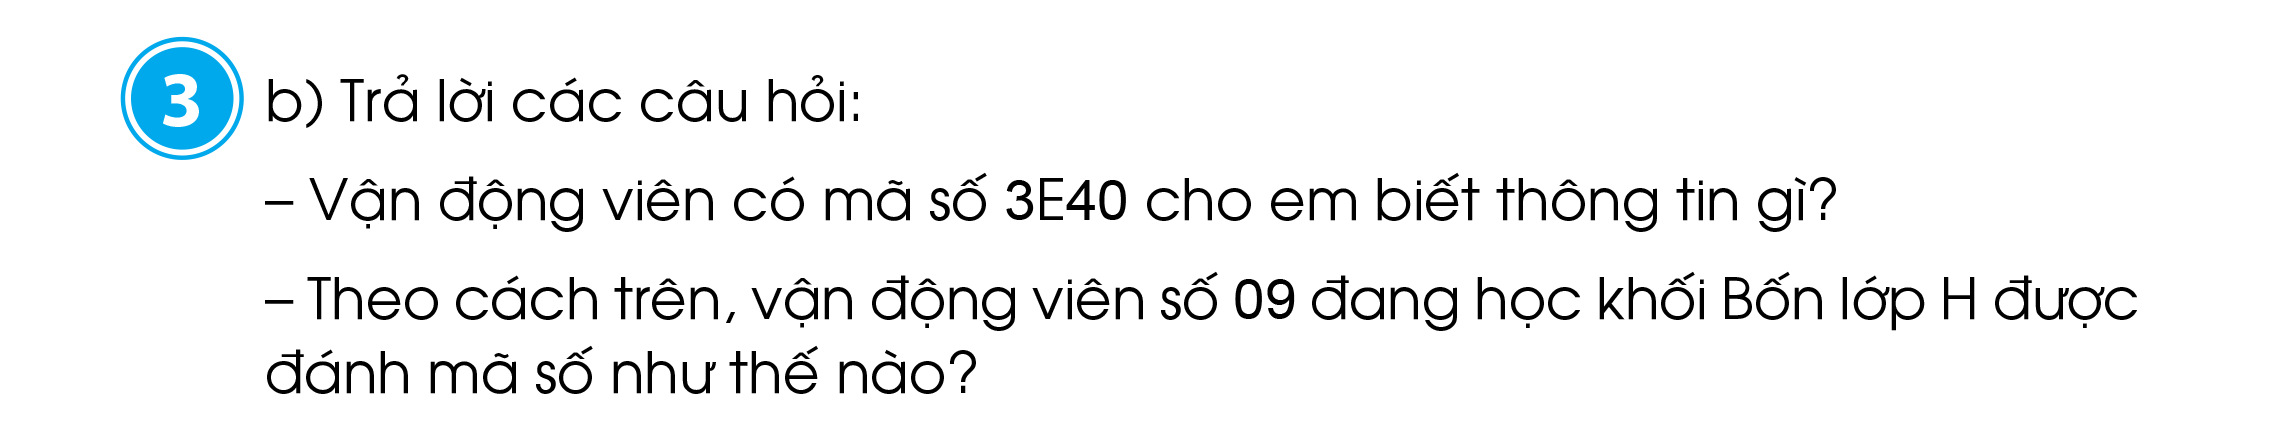 3 b) Trả lời các câu hỏi:
– Vận động viên có mã số 3E40 cho em biết thông tin gì?
– Theo cách trên, vận động viên số 09 đang học khối Bốn lớp H được
đánh mã số như thế nào?